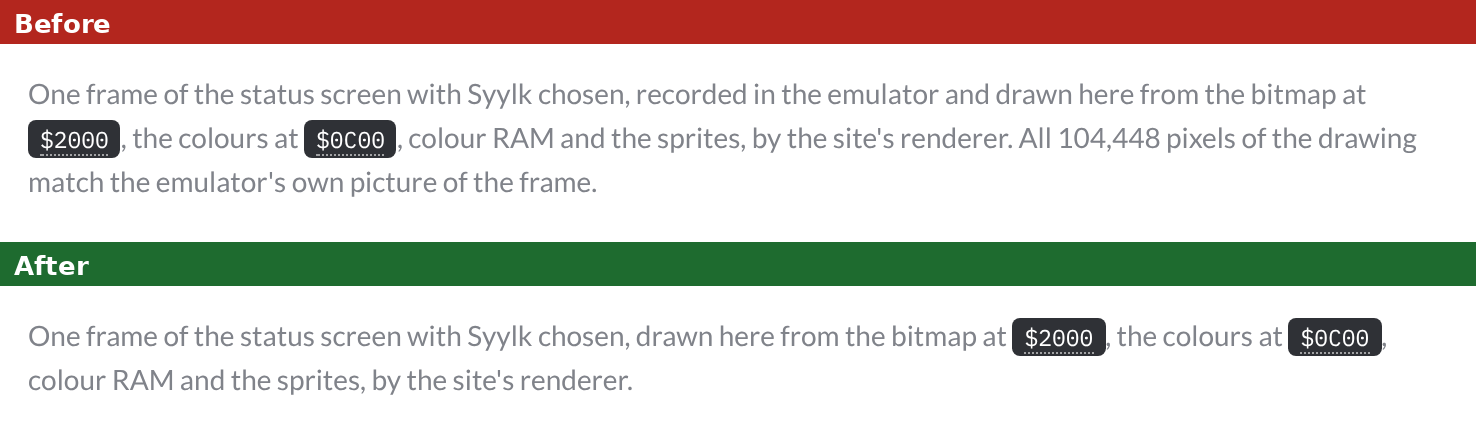 Before
One frame of the status screen with Syylk chosen, recorded in the emulator and drawn here from the bitmap at
$2000, the colours at $0C00, colour RAM and the sprites, by the site's renderer. All 104,448 pixels of the drawing
match the emulator's own picture of the frame.
After
One frame of the status screen with Syylk chosen, drawn here from the bitmap at $2000, the colours at $0C00,
colour RAM and the sprites, by the site's renderer.